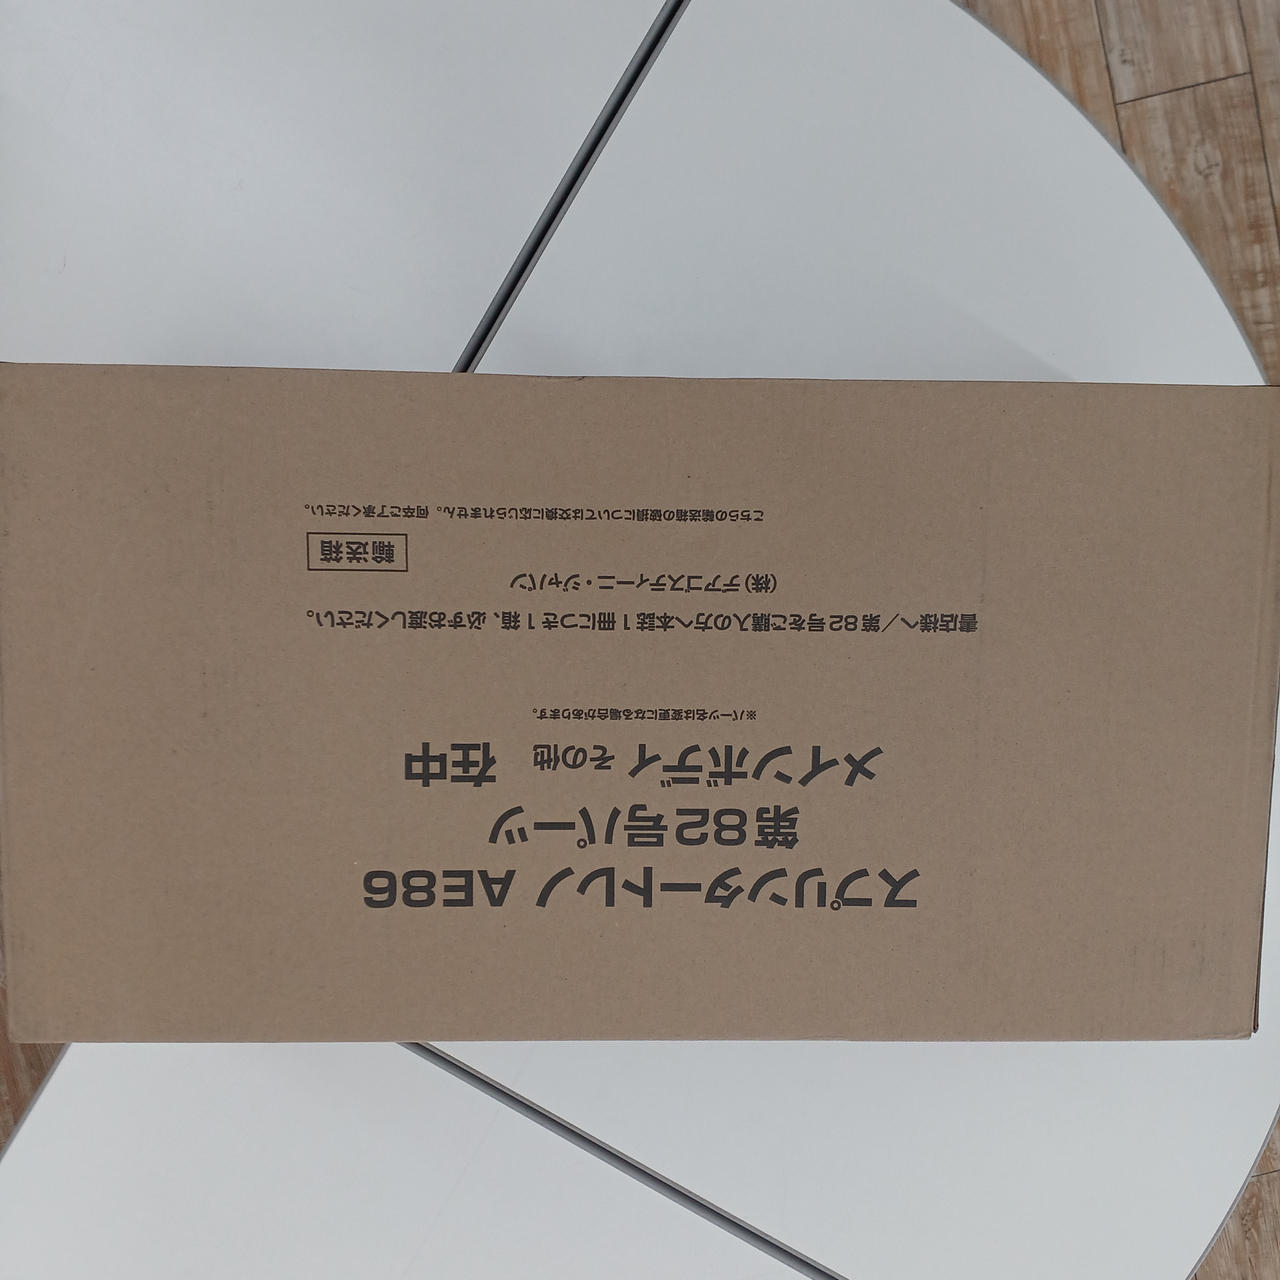 スプリンタートレノ AE86
第82号パーツ
メインボディ その他 在中
※パーツ名は変更になる場合があります。
書店様へ／第82号をご購入の方へ本誌1冊につき1箱、必ずお渡しください。
(株)デアゴスティーニ・ジャパン
輸送箱
こちらの輸送箱の破損については交換に応じられません。何卒ご了承ください。